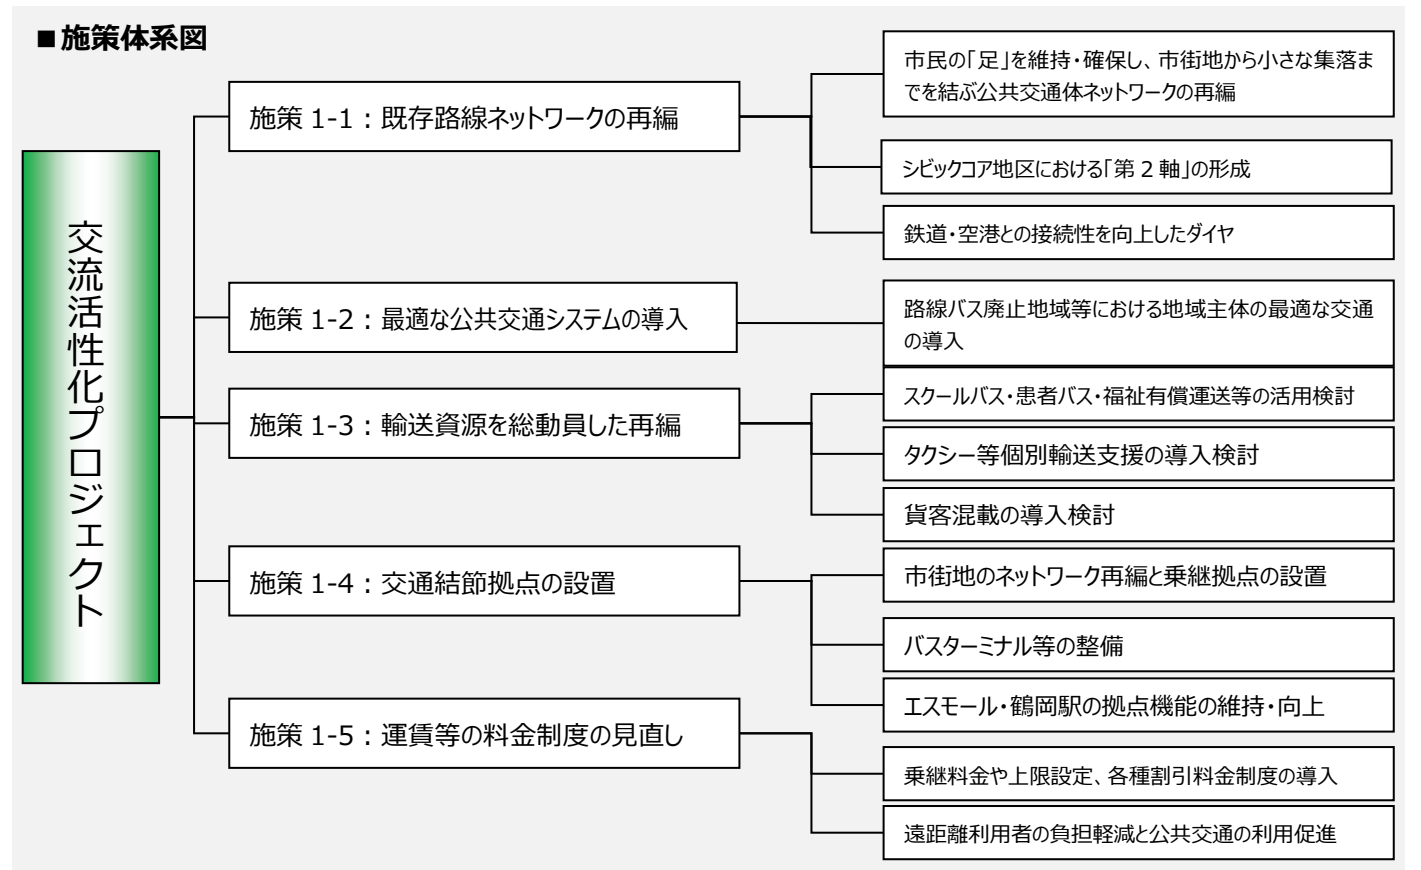 ■施策体系図
交流活性化プロジェクト
施策 1-1：既存路線ネットワークの再編
市民の「足」を維持・確保し、市街地から小さな集落ま
でを結ぶ公共交通体ネットワークの再編
シビックコア地区における「第 2 軸」の形成
鉄道・空港との接続性を向上したダイヤ
施策 1-2：最適な公共交通システムの導入
路線バス廃止地域等における地域主体の最適な交通
の導入
施策 1-3：輸送資源を総動員した再編
スクールバス・患者バス・福祉有償運送等の活用検討
タクシー等個別輸送支援の導入検討
貨客混載の導入検討
施策 1-4：交通結節拠点の設置
市街地のネットワーク再編と乗継拠点の設置
バスターミナル等の整備
エスモール・鶴岡駅の拠点機能の維持・向上
施策 1-5：運賃等の料金制度の見直し
乗継料金や上限設定、各種割引料金制度の導入
遠距離利用者の負担軽減と公共交通の利用促進